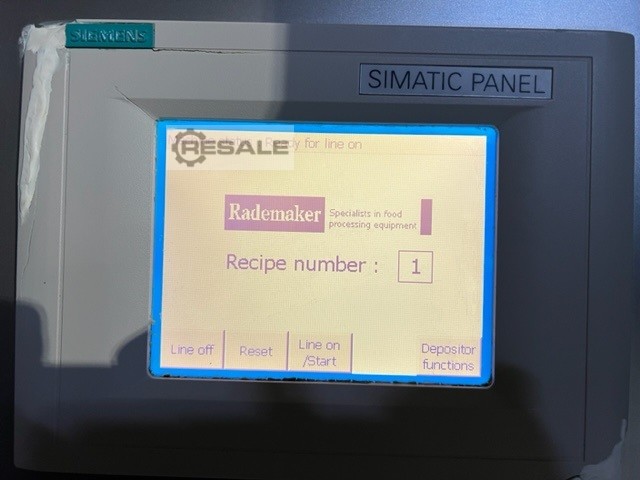 SIEMENS
SIMATIC PANEL
RESALE
for line on
Rademaker
Specialists in food
processing equipment
Recipe number : 1
Line off
Reset
Line on
/Start
Depositor
functions